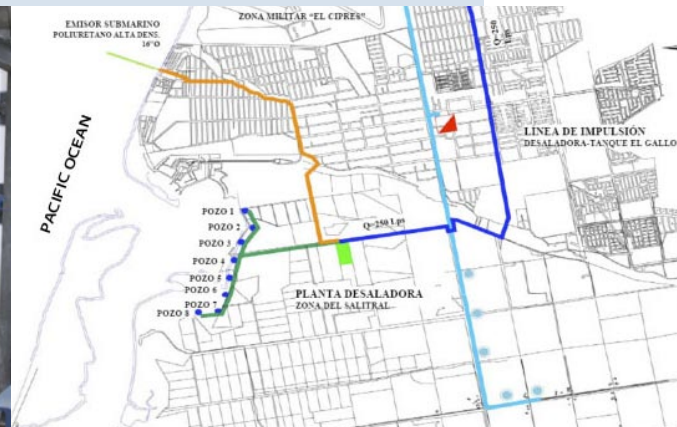 ZONA MILITAR "EL CIPRES"
EMISOR SUBMARINO
POLIURETANO ALTA DENS.
16"O
Q=250
Lps
PACIFIC OCEAN
LINEA DE IMPULSIÓN
DESALADORA-TANQUE EL GALLO
POZO 1
POZO 2
POZO 3
POZO 4
POZO 5
POZO 6
POZO 7
POZO 8
Q=250 Lps
PLANTA DESALADORA
ZONA DEL SALITRAL